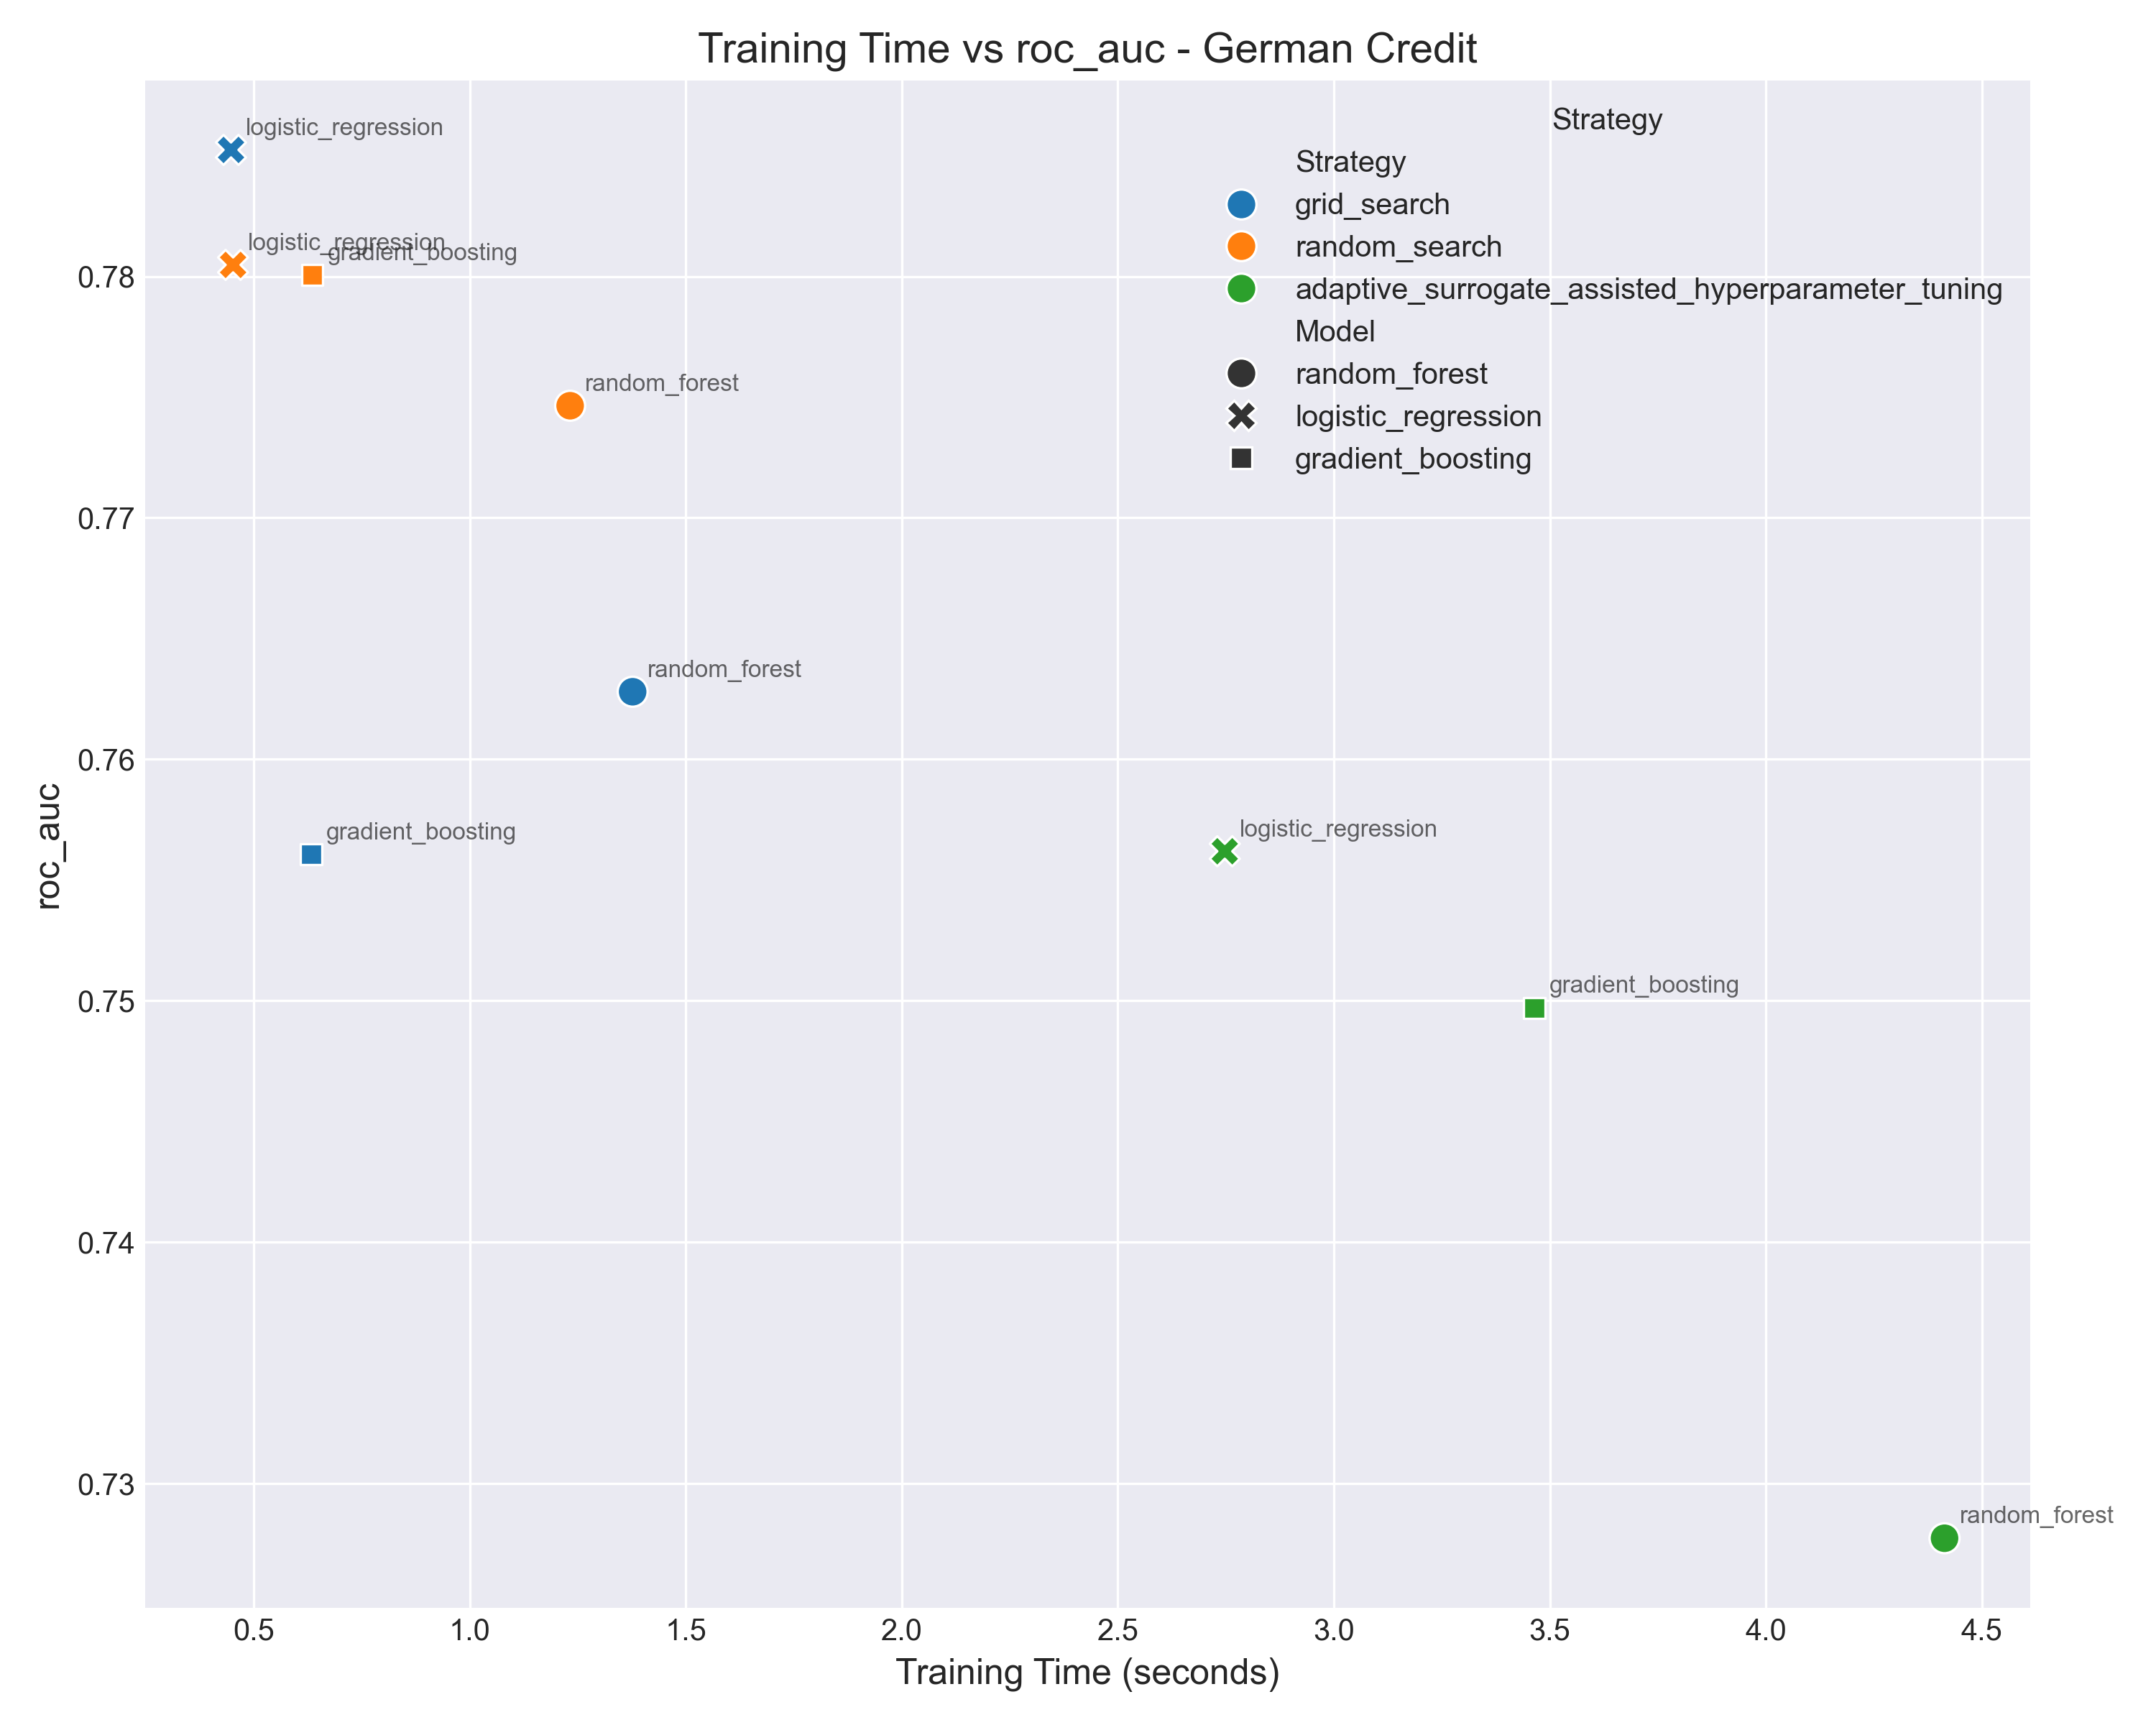 Training Time vs roc_auc - German Credit
Strategy
Strategy
grid_search
random_search
adaptive_surrogate_assisted_hyperparameter_tuning
Model
random_forest
logistic_regression
gradient_boosting
logistic_regression
logistic_regression
gradient_boosting
random_forest
random_forest
gradient_boosting
logistic_regression
gradient_boosting
random_forest
roc_auc
0.78
0.77
0.76
0.75
0.74
0.73
0.5 1.0 1.5 2.0 2.5 3.0 3.5 4.0 4.5
Training Time (seconds)